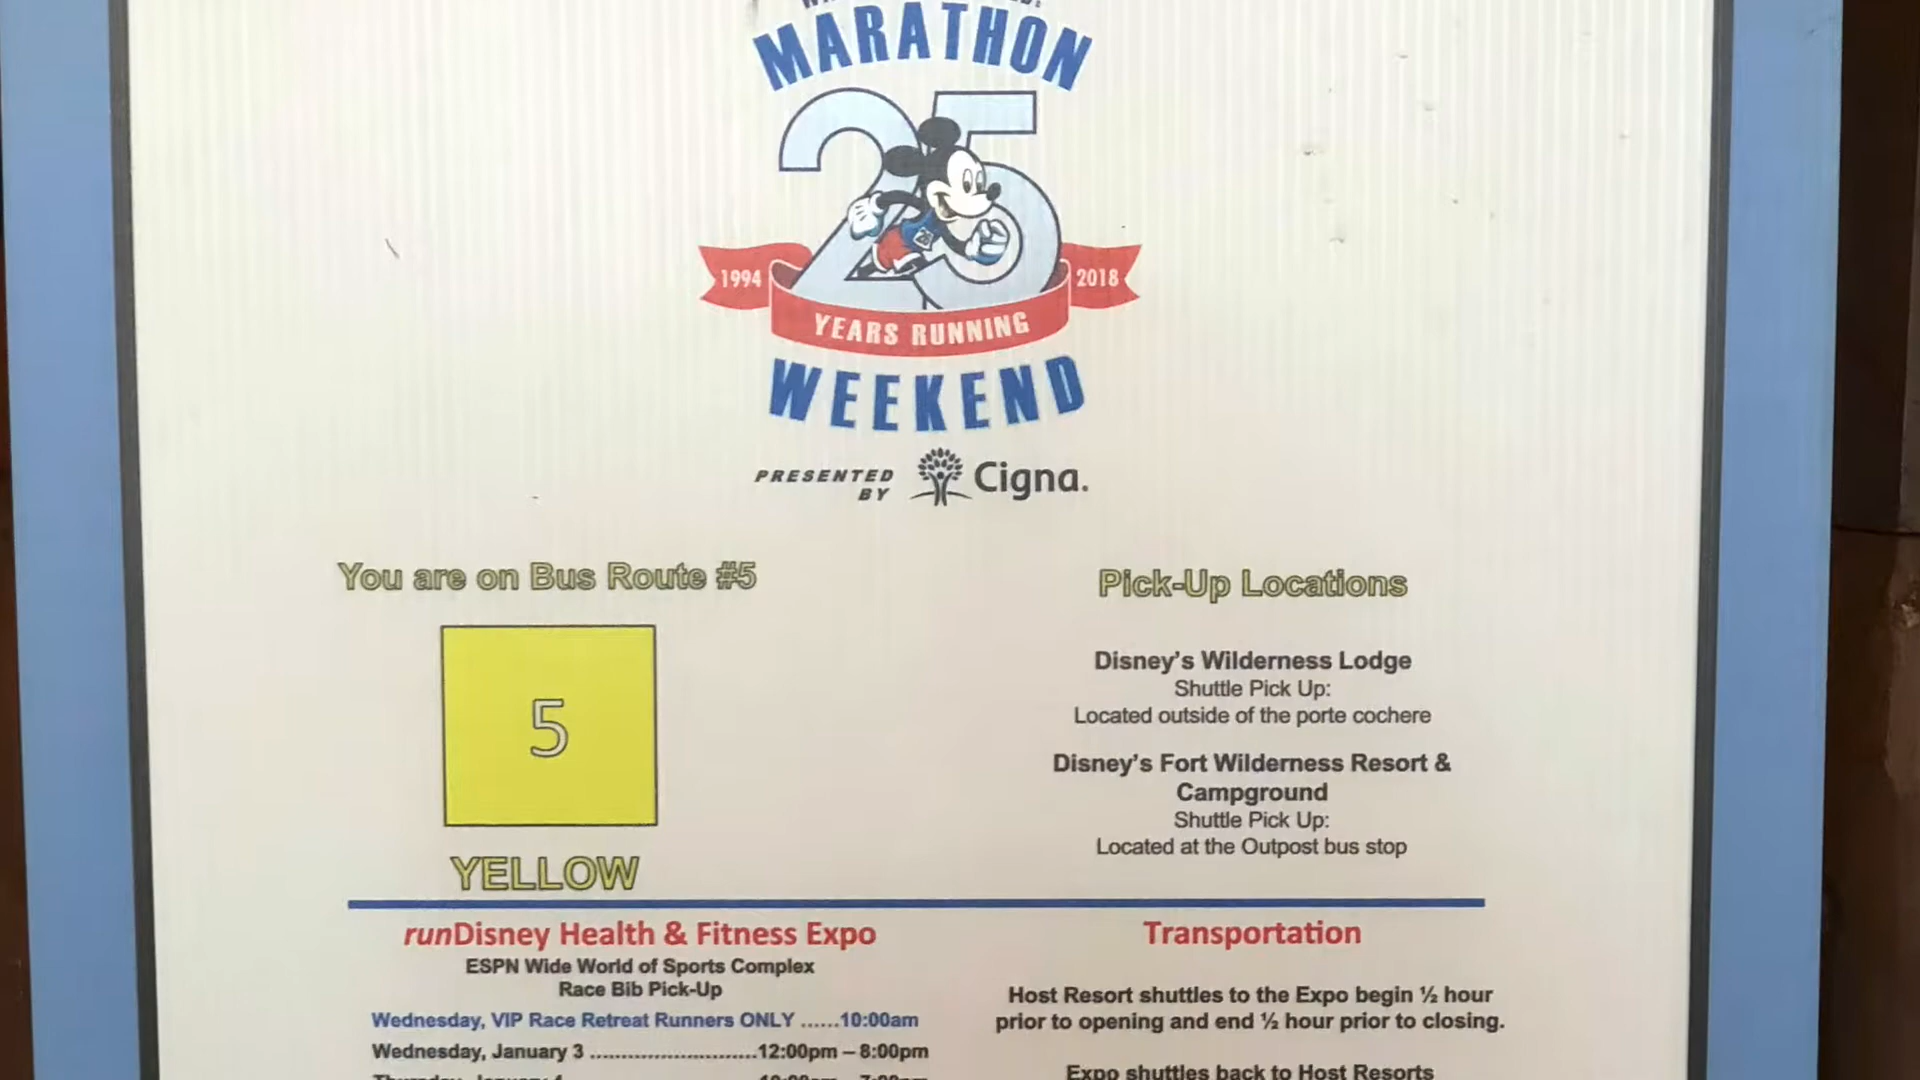 MARATHON
25
1994
2018
YEARS RUNNING
WEEKEND
PRESENTED
BY
Cigna.
You are on Bus Route #5
5
YELLOW
Pick-Up Locations
Disney's Wilderness Lodge
Shuttle Pick Up:
Located outside of the porte cochere
Disney's Fort Wilderness Resort &
Campground
Shuttle Pick Up:
Located at the Outpost bus stop
runDisney Health & Fitness Expo
ESPN Wide World of Sports Complex
Race Bib Pick-Up
Wednesday, VIP Race Retreat Runners ONLY ......10:00am
Wednesday, January 3 ...........................12:00pm – 8:00pm
Transportation
Host Resort shuttles to the Expo begin ½ hour
prior to opening and end ½ hour prior to closing.
Expo shuttles back to Host Resorts